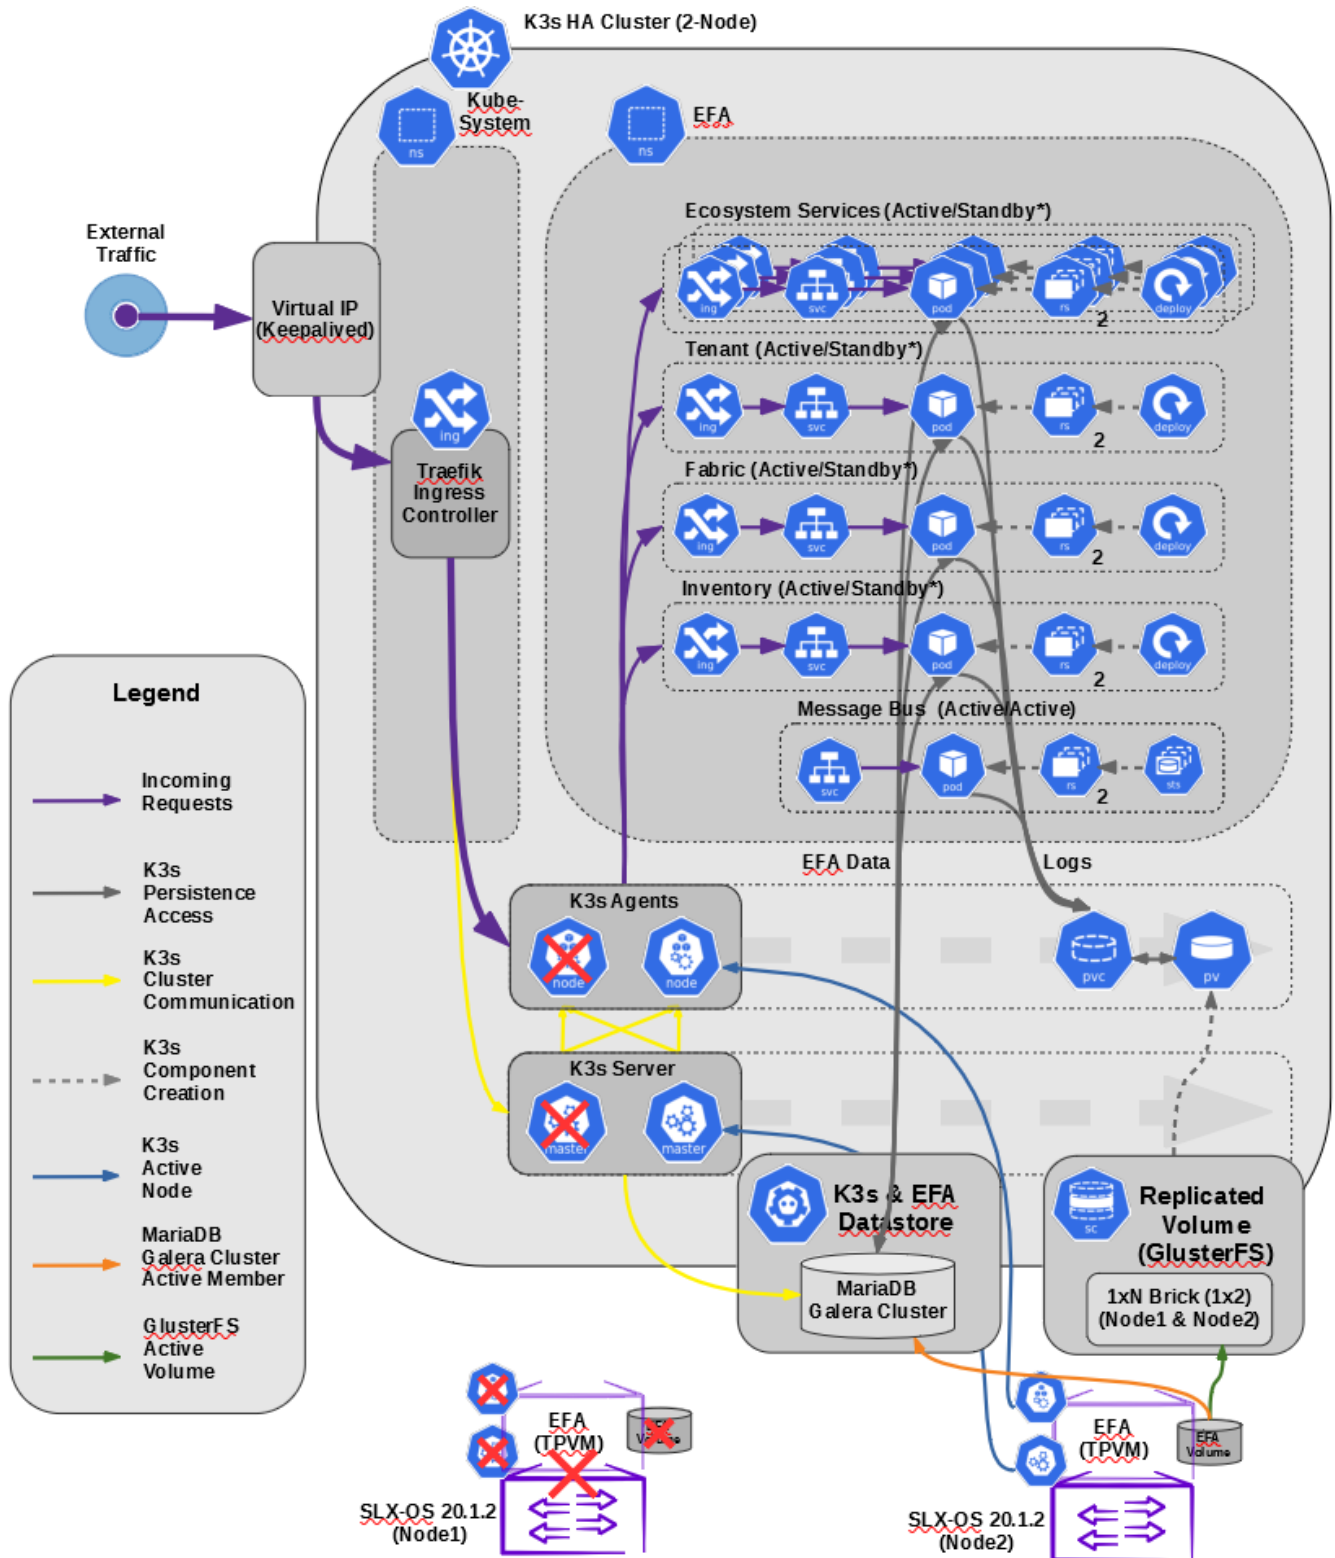 K3s HA Cluster (2-Node)
Kube-
System
ns
EFA
ns
External
Traffic
Virtual IP
(Keepalived)
ing
Traefik
Ingress
Controller
Ecosystem Services (Active/Standby*)
ing
svc
pod
rs
2
deploy
Tenant (Active/Standby*)
ing
svc
pod
rs
2
deploy
Fabric (Active/Standby*)
ing
svc
pod
rs
2
deploy
Inventory (Active/Standby*)
ing
svc
pod
rs
2
deploy
Message Bus (Active/Active)
svc
pod
rs
2
sts
EFA Data
Logs
K3s Agents
node
node
pvc
pv
K3s Server
master
master
K3s & EFA
Datastore
MariaDB
Galera Cluster
sc
Replicated
Volume
(GlusterFS)
1xN Brick (1x2)
(Node1 & Node2)
Legend
Incoming
Requests
K3s
Persistence
Access
K3s
Cluster
Communication
K3s
Component
Creation
K3s
Active
Node
MariaDB
Galera Cluster
Active Member
GlusterFS
Active
Volume
EFA
(TPVM)
EFA
Volume
SLX-OS 20.1.2
(Node1)
EFA
(TPVM)
EFA
Volume
SLX-OS 20.1.2
(Node2)